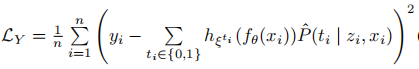 $\mathcal{L}_Y = \frac{1}{n} \sum_{i=1}^{n} \left( y_i - \sum_{t_i \in \{0,1\}} h_{\xi^{t_i}}(f_\theta(x_i)) \hat{P}(t_i \mid z_i, x_i) \right)^2$ (